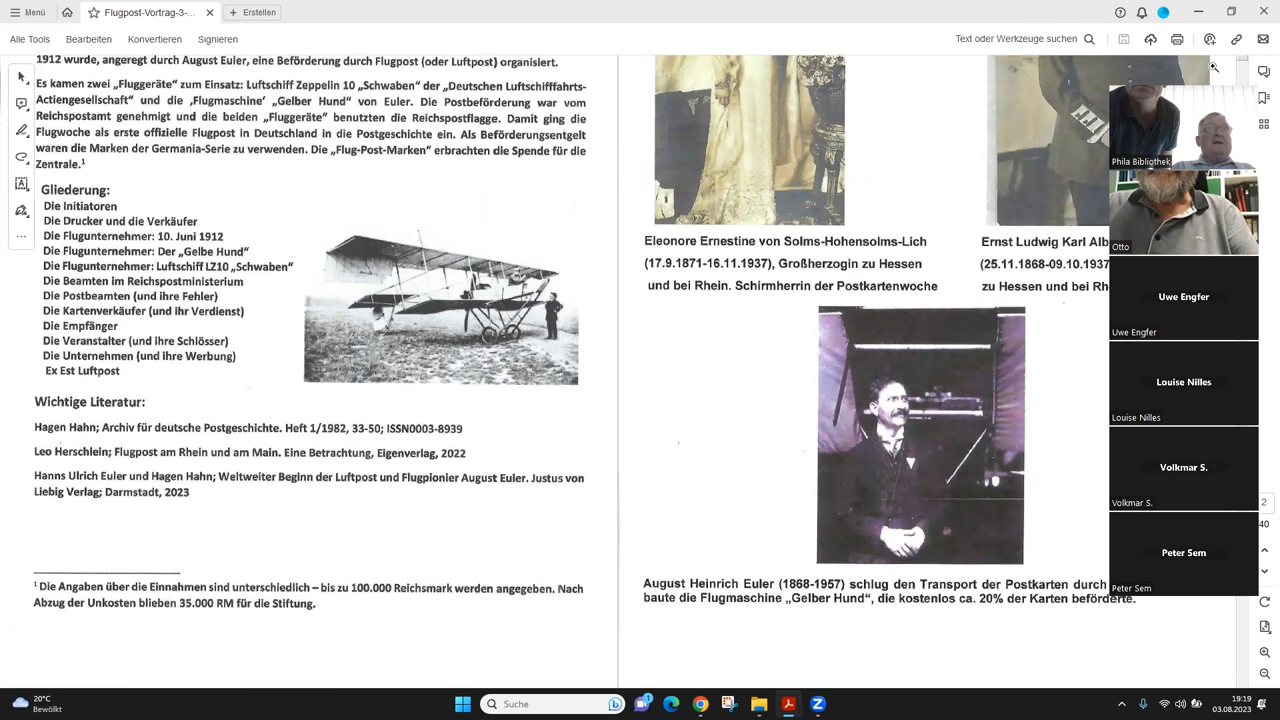 Menü
Flugpost-Vortrag-3-...
Erstellen
Alle Tools
Bearbeiten
Konvertieren
Signieren
Text oder Werkzeuge suchen
1912 wurde, angeregt durch August Euler, eine Beförderung durch Flugpost (oder Luftpost) organisiert.
Es kamen zwei „Fluggeräte“ zum Einsatz: Luftschiff Zeppelin 10 „Schwaben“ der „Deutschen Luftschifffahrts-
Actiengesellschaft“ und die ‚Flugmaschine‘ „Gelber Hund“ von Euler. Die Postbeförderung war vom
Reichspostamt genehmigt und die beiden „Fluggeräte“ benutzten die Reichspostflagge. Damit ging die
Flugwoche als erste offizielle Flugpost in Deutschland in die Postgeschichte ein. Als Beförderungsentgelt
waren die Marken der Germania-Serie zu verwenden. Die „Flug-Post-Marken“ erbrachten die Spende für die
Zentrale.¹
Gliederung:
Die Initiatoren
Die Drucker und die Verkäufer
Die Flugunternehmer: 10. Juni 1912
Die Flugunternehmer: Der „Gelbe Hund“
Die Fluguntenehmer: Luftschiff LZ10 „Schwaben“
Die Beamten im Reichspostministerium
Die Postbeamten (und ihre Fehler)
Die Kartenverkäufer (und ihr Verdienst)
Die Empfänger
Die Veranstalter (und ihre Schlösser)
Die Unternehmen (und ihre Werbung)
Ex Est Luftpost
Wichtige Literatur:
Hagen Hahn; Archiv für deutsche Postgeschichte. Heft 1/1982, 33-50; ISSN0003-8939
Leo Herschlein; Flugpost am Rhein und am Main. Eine Betrachtung, Eigenverlag, 2022
Hanns Ulrich Euler und Hagen Hahn; Weltweiter Beginn der Luftpost und Flugpionier August Euler. Justus von
Liebig Verlag; Darmstadt, 2023
¹ Die Angaben über die Einnahmen sind unterschiedlich – bis zu 100.000 Reichsmark werden angegeben. Nach
Abzug der Unkosten blieben 35.000 RM für die Stiftung.
Eleonore Ernestine von Solms-Hohensolms-Lich
(17.9.1871-16.11.1937), Großherzogin zu Hessen
und bei Rhein. Schirmherrin der Postkartenwoche
Ernst Ludwig Karl Alb
(25.11.1868-09.10.1937
zu Hessen und bei Rh
August Heinrich Euler (1868-1957) schlug den Transport der Postkarten durch
baute die Flugmaschine „Gelber Hund“, die kostenlos ca. 20% der Karten beförderte.
Phila Bibliothek
Otto
Uwe Engfer
Uwe Engfer
Louise Nilles
Louise Nilles
Volkmar S.
Volkmar S.
Peter Sem
Peter Sem
2
40
20°C
Bewölkt
Suche
1
19:19
03.08.2023